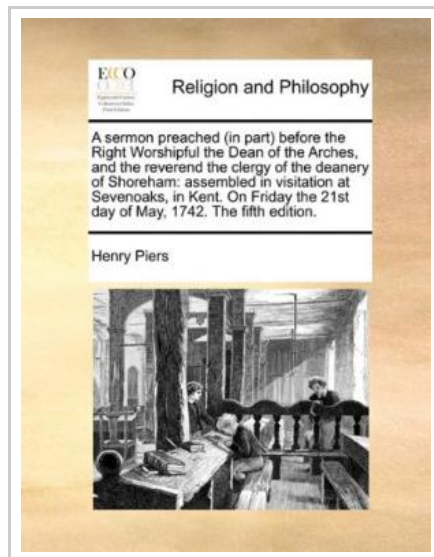 ECCO
Religion and Philosophy
A sermon preached (in part) before the
Right Worshipful the Dean of the Arches,
and the reverend the clergy of the deanery
of Shoreham: assembled in visitation at
Sevenoaks, in Kent. On Friday the 21st
day of May, 1742. The fifth edition.
Henry Piers